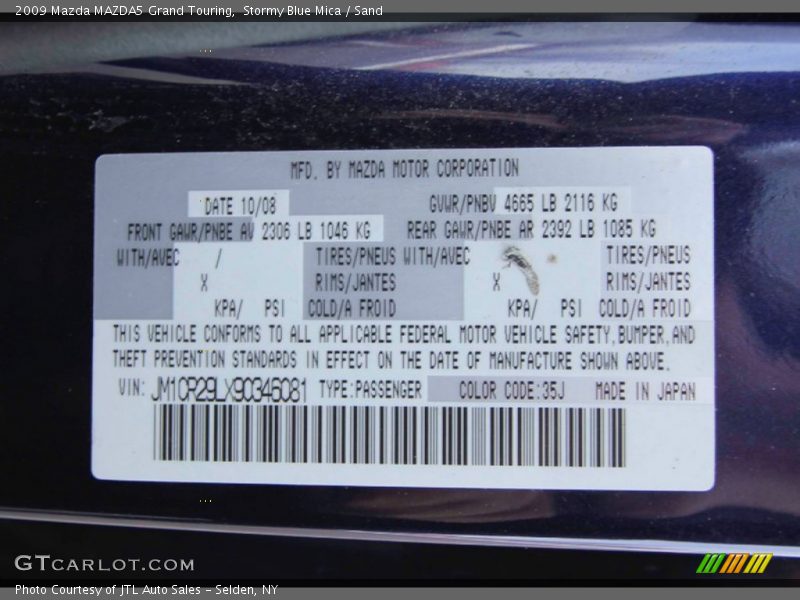 2009 Mazda MAZDA5 Grand Touring, Stormy Blue Mica / Sand
MFD. BY MAZDA MOTOR CORPORATION
DATE 10/08 GVWR/PNBV 4665 LB 2116 KG
FRONT GAWR/PNBE AV 2306 LB 1046 KG REAR GAWR/PNBE AR 2392 LB 1085 KG
WITH/AVEC / TIRES/PNEUS WITH/AVEC TIRES/PNEUS
X RIMS/JANTES X RIMS/JANTES
KPA/ PSI COLD/A FROID KPA/ PSI COLD/A FROID
THIS VEHICLE CONFORMS TO ALL APPLICABLE FEDERAL MOTOR VEHICLE SAFETY, BUMPER, AND
THEFT PREVENTION STANDARDS IN EFFECT ON THE DATE OF MANUFACTURE SHOWN ABOVE.
VIN: JM1CR29LX90346081 TYPE:PASSENGER COLOR CODE:35J MADE IN JAPAN
GTCARLOT.COM
Photo Courtesy of JTL Auto Sales - Selden, NY